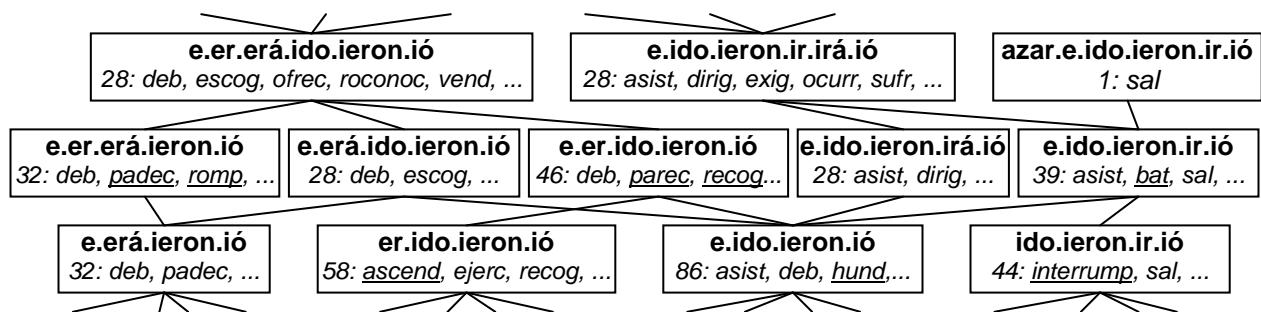 e.er.erá.ido.ieron.ió
28: deb, escog, ofrec, roconoc, vend, ...
e.ido.ieron.ir.irá.ió
28: asist, dirig, exig, ocurr, sufr, ...
azar.e.ido.ieron.ir.ió
1: sal
e.er.erá.ieron.ió
32: deb, padec, romp, ...
e.erá.ido.ieron.ió
28: deb, escog, ...
e.er.ido.ieron.ió
46: deb, parec, recog...
e.ido.ieron.irá.ió
28: asist, dirig, ...
e.ido.ieron.ir.ió
39: asist, bat, sal, ...
e.erá.ieron.ió
32: deb, padec, ...
er.ido.ieron.ió
58: ascend, ejerc, recog, ...
e.ido.ieron.ió
86: asist, deb, hund,...
ido.ieron.ir.ió
44: interrump, sal, ...